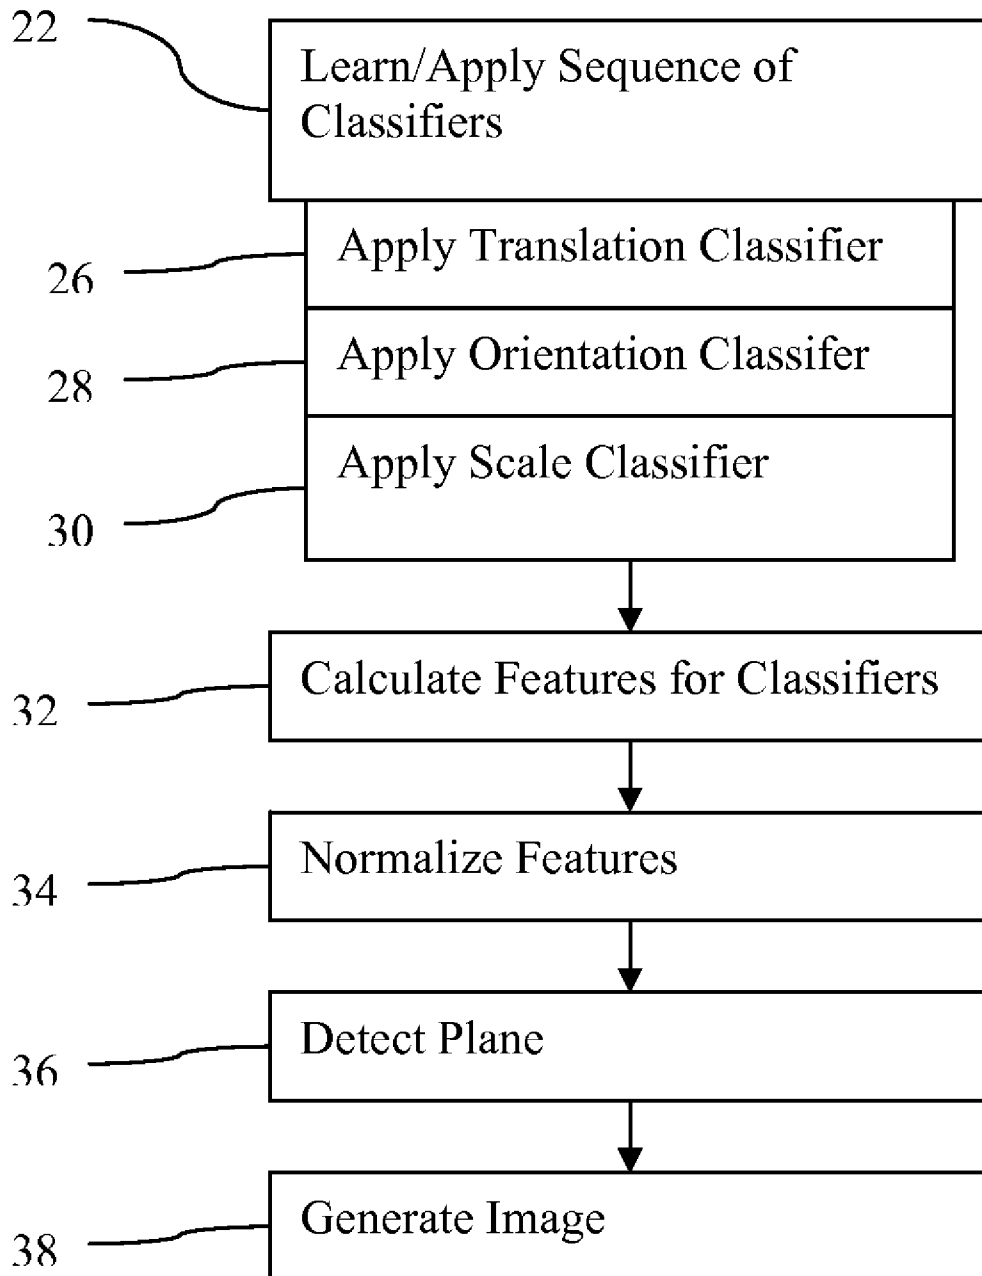 22
Learn/Apply Sequence of
Classifiers
26
Apply Translation Classifier
28
Apply Orientation Classifer
30
Apply Scale Classifier
32
Calculate Features for Classifiers
34
Normalize Features
36
Detect Plane
38
Generate Image